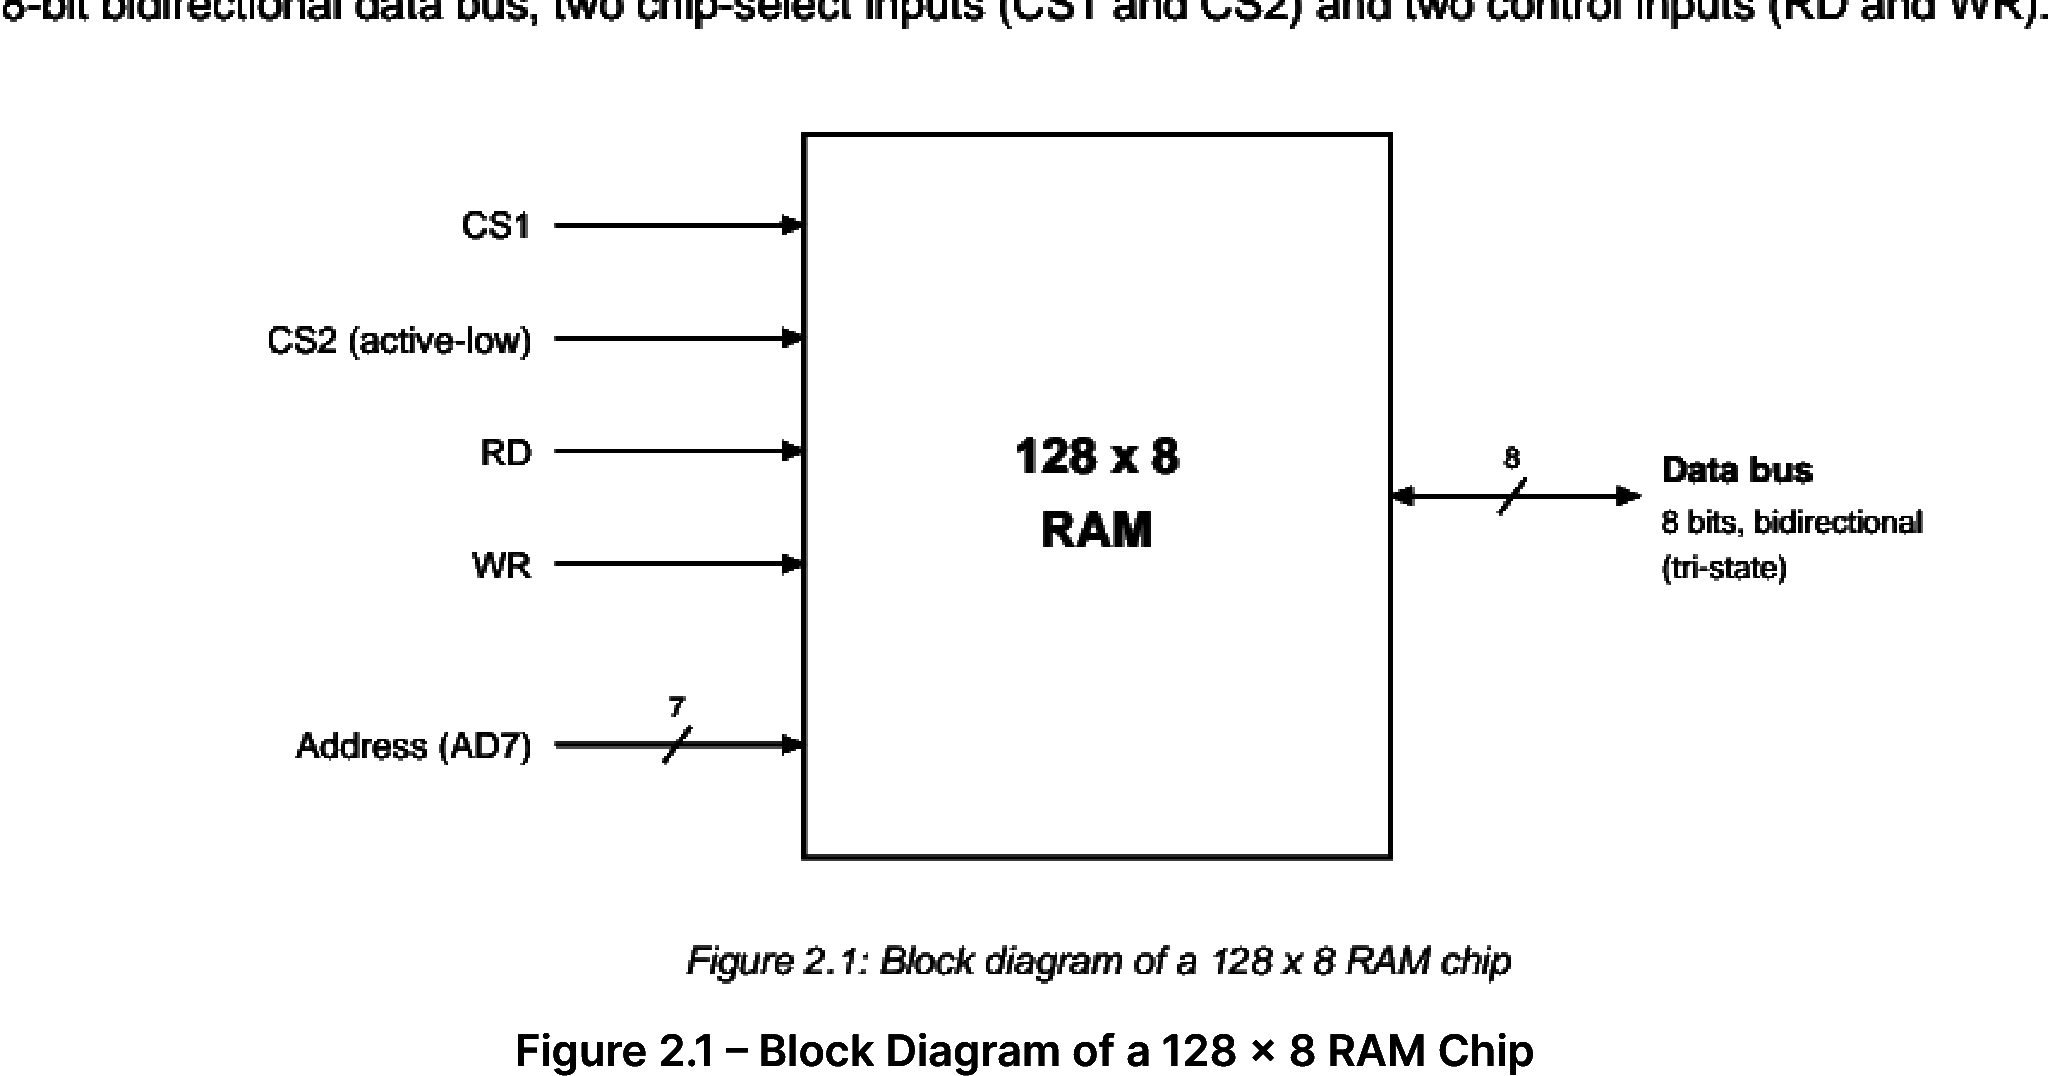 8-bit bidirectional data bus, two chip-select inputs (CS1 and CS2) and two control inputs (RD and WR).
CS1
CS2 (active-low)
RD
WR
7
Address (AD7)
128 x 8
RAM
8
Data bus
8 bits, bidirectional
(tri-state)
Figure 2.1: Block diagram of a 128 x 8 RAM chip
Figure 2.1 – Block Diagram of a 128 × 8 RAM Chip